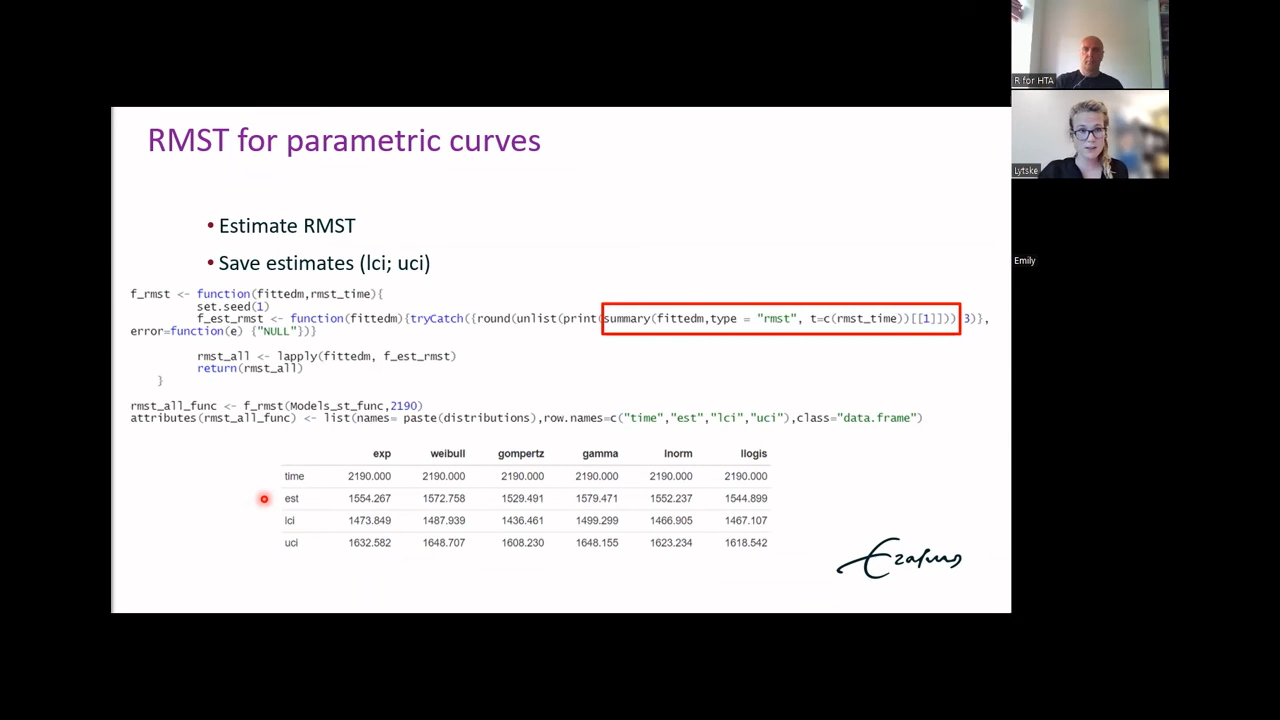 RMST for parametric curves
• Estimate RMST
• Save estimates (lci; uci)
f_rmst <- function(fittedm,rmst_time){
set.seed(1)
f_est_rmst <- function(fittedm){tryCatch({round(unlist(print(summary(fittedm,type = "rmst", t=c(rmst_time))[[1]])),3)},
error=function(e) {"NULL"})}
rmst_all <- lapply(fittedm, f_est_rmst)
return(rmst_all)
}
rmst_all_func <- f_rmst(Models_st_func,2190)
attributes(rmst_all_func) <- list(names= paste(distributions),row.names=c("time","est","lci","uci"),class="data.frame")
exp weibull gompertz gamma lnorm llogis
time 2190.000 2190.000 2190.000 2190.000 2190.000 2190.000
est 1554.267 1572.758 1529.491 1579.471 1552.237 1544.899
lci 1473.849 1487.939 1436.461 1499.299 1466.905 1467.107
uci 1632.582 1648.707 1608.230 1648.155 1623.234 1618.542
Erasmus
R for HTA
Lytske
Emily